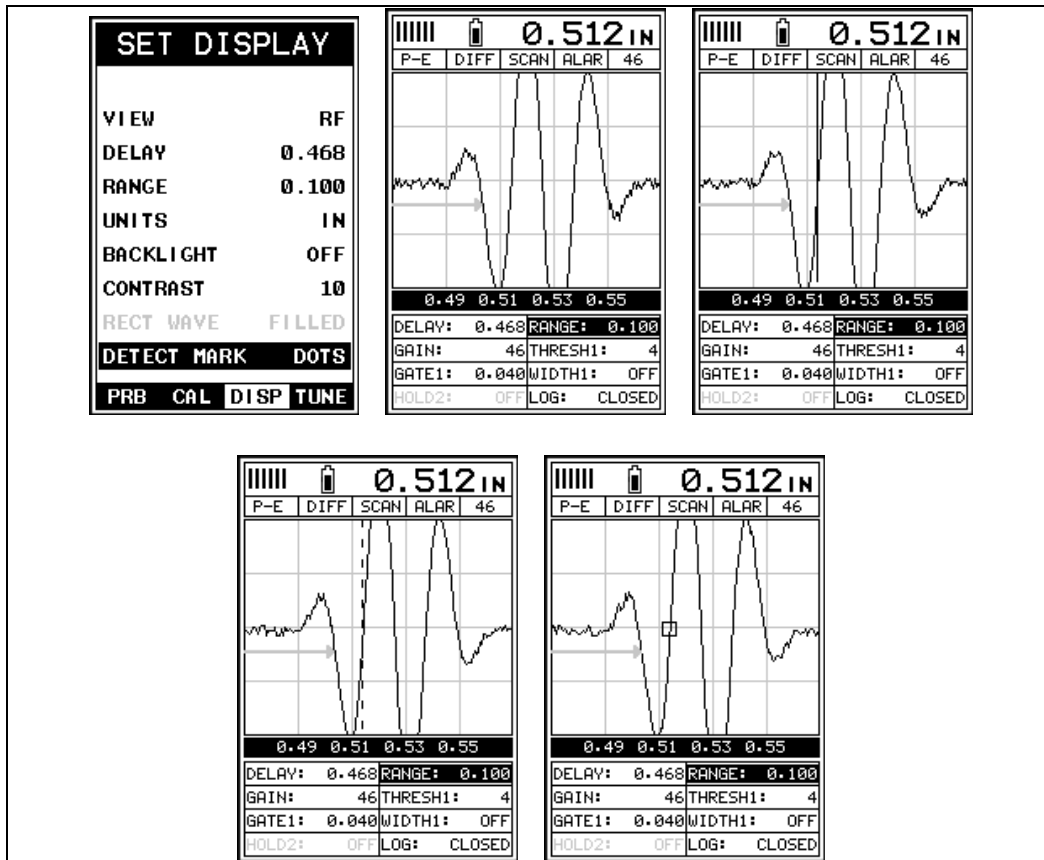 SET DISPLAY
VIEW RF
DELAY 0.468
RANGE 0.100
UNITS IN
BACKLIGHT OFF
CONTRAST 10
RECT WAVE FILLED
DETECT MARK DOTS
PRB CAL DISP TUNE
0.512 IN
P-E DIFF SCAN ALAR 46
0.49 0.51 0.53 0.55
DELAY: 0.468 RANGE: 0.100
GAIN: 46 THRESH1: 4
GATE1: 0.040 WIDTH1: OFF
HOLD2: OFF LOG: CLOSED
0.512 IN
P-E DIFF SCAN ALAR 46
0.49 0.51 0.53 0.55
DELAY: 0.468 RANGE: 0.100
GAIN: 46 THRESH1: 4
GATE1: 0.040 WIDTH1: OFF
HOLD2: OFF LOG: CLOSED
0.512 IN
P-E DIFF SCAN ALAR 46
0.49 0.51 0.53 0.55
DELAY: 0.468 RANGE: 0.100
GAIN: 46 THRESH1: 4
GATE1: 0.040 WIDTH1: OFF
HOLD2: OFF LOG: CLOSED
0.512 IN
P-E DIFF SCAN ALAR 46
0.49 0.51 0.53 0.55
DELAY: 0.468 RANGE: 0.100
GAIN: 46 THRESH1: 4
GATE1: 0.040 WIDTH1: OFF
HOLD2: OFF LOG: CLOSED